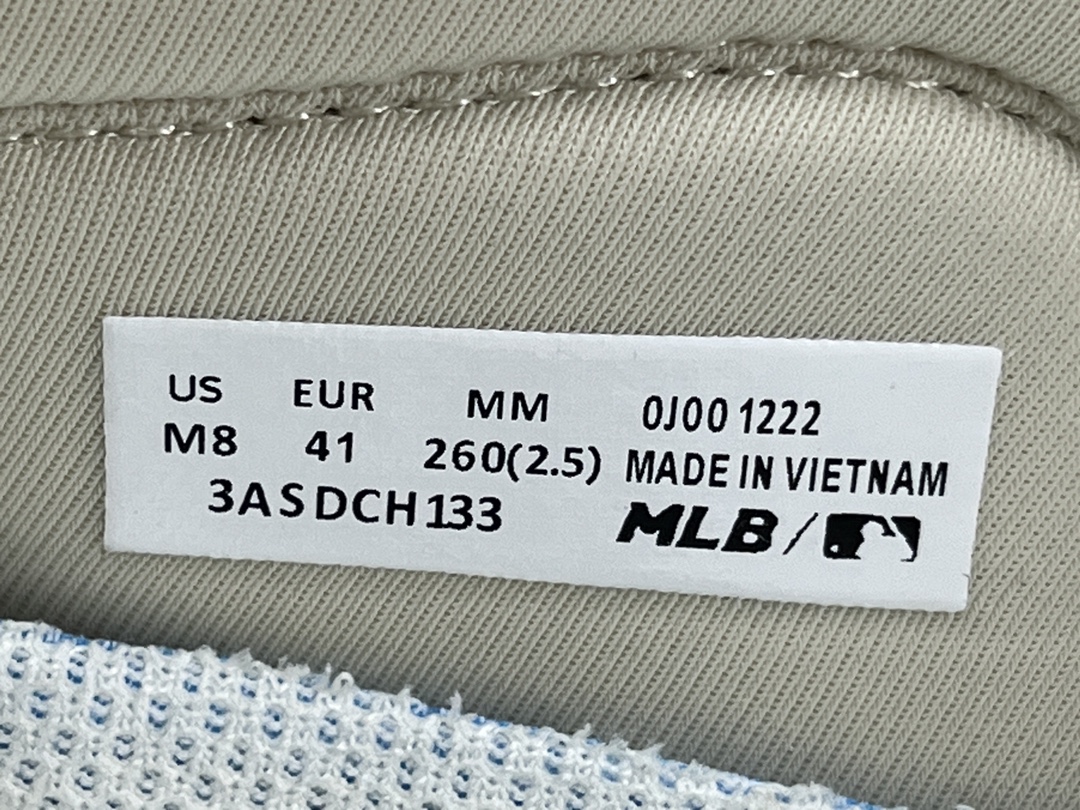 US EUR MM 0J00 1222
M8 41 260(2.5) MADE IN VIETNAM
3ASDCH133 MLB/